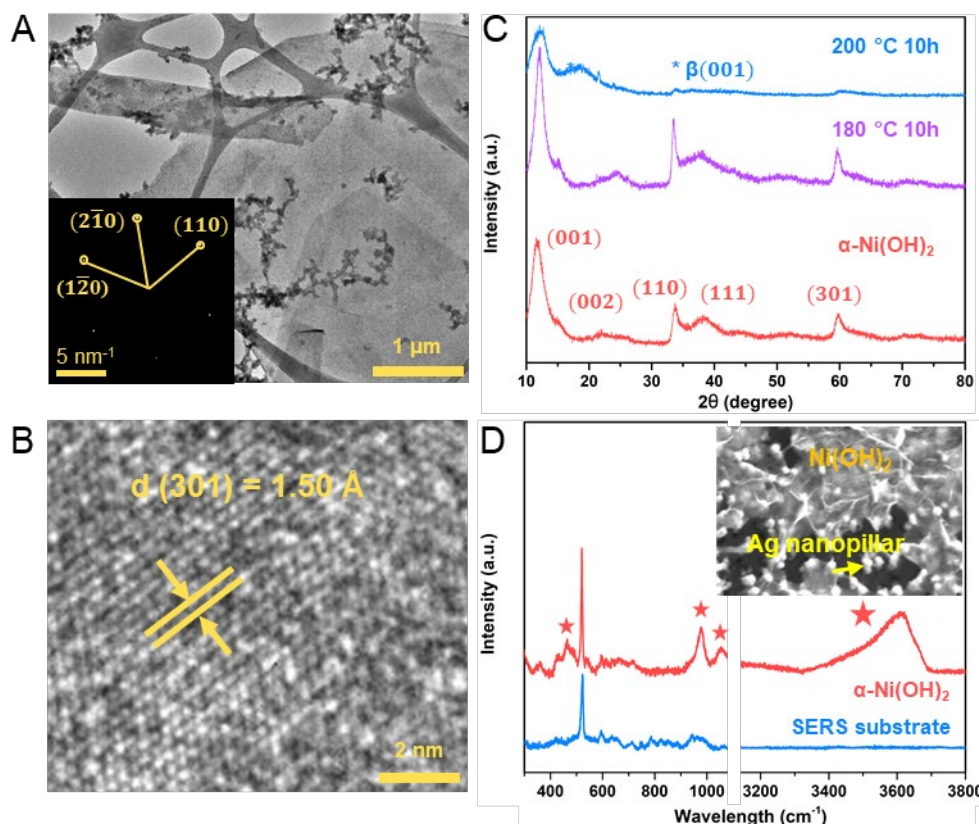 A
(21̄0)
(110)
(12̄0)
5 nm⁻¹
1 μm
B
d (301) = 1.50 Å
2 nm
C
200 °C 10h
* β(001)
*
180 °C 10h
α-Ni(OH)₂
(001)
(002)
(110)
(111)
(301)
Intensity (a.u.)
10 20 30 40 50 60 70 80
2θ (degree)
D
Ni(OH)₂
Ag nanopillar
α-Ni(OH)₂
SERS substrate
Intensity (a.u.)
400 600 800 1000 3200 3400 3600 3800
Wavelength (cm⁻¹)